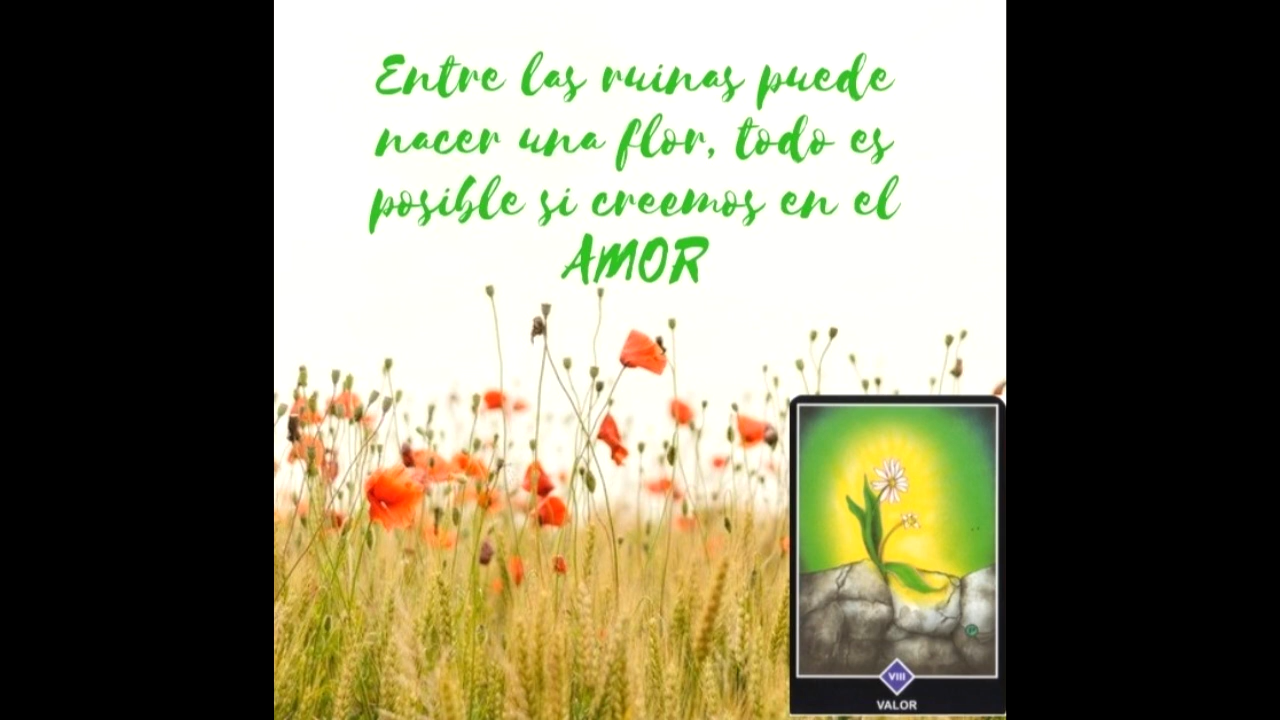 Entre las ruinas puede
nacer una flor, todo es
posible si creemos en el
AMOR
VIII
VALOR